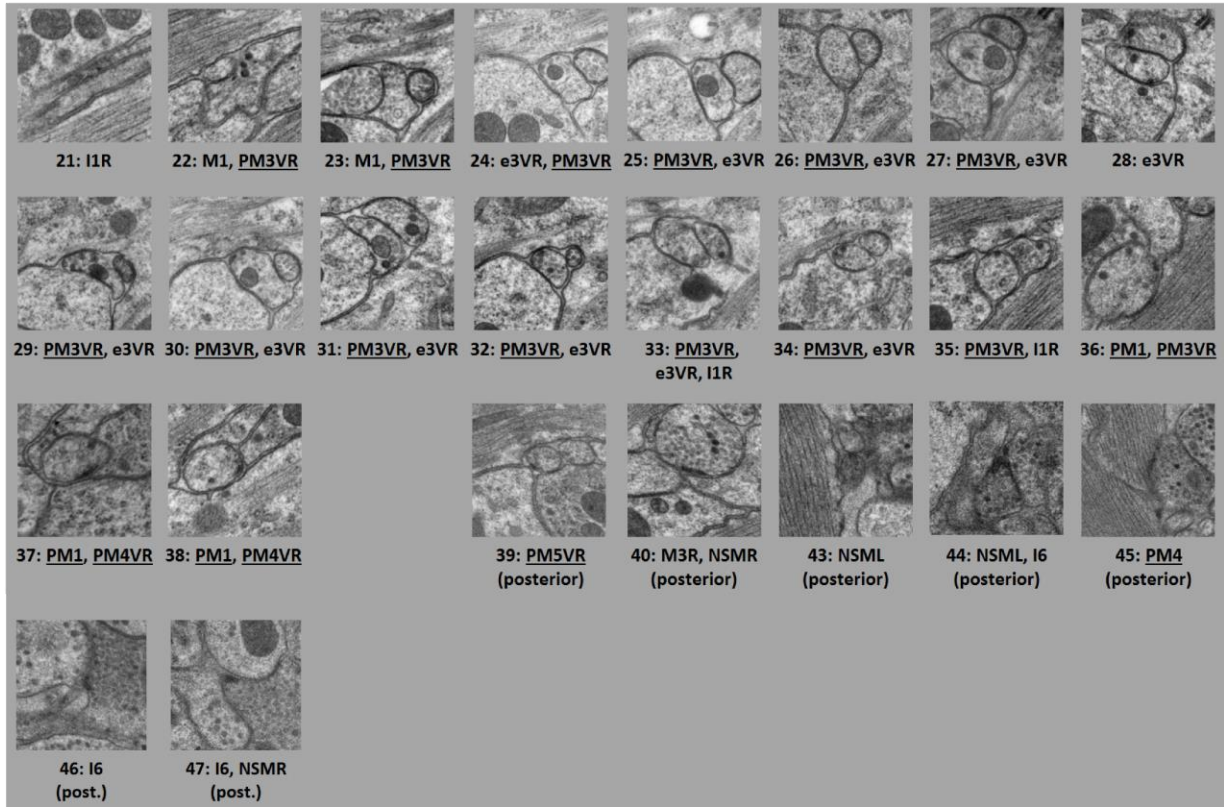 21: I1R
22: M1, PM3VR
23: M1, PM3VR
24: e3VR, PM3VR
25: PM3VR, e3VR
26: PM3VR, e3VR
27: PM3VR, e3VR
28: e3VR
29: PM3VR, e3VR
30: PM3VR, e3VR
31: PM3VR, e3VR
32: PM3VR, e3VR
33: PM3VR,
e3VR, I1R
34: PM3VR, e3VR
35: PM3VR, I1R
36: PM1, PM3VR
37: PM1, PM4VR
38: PM1, PM4VR
39: PM5VR
(posterior)
40: M3R, NSMR
(posterior)
43: NSML
(posterior)
44: NSML, I6
(posterior)
45: PM4
(posterior)
46: I6
(post.)
47: I6, NSMR
(post.)